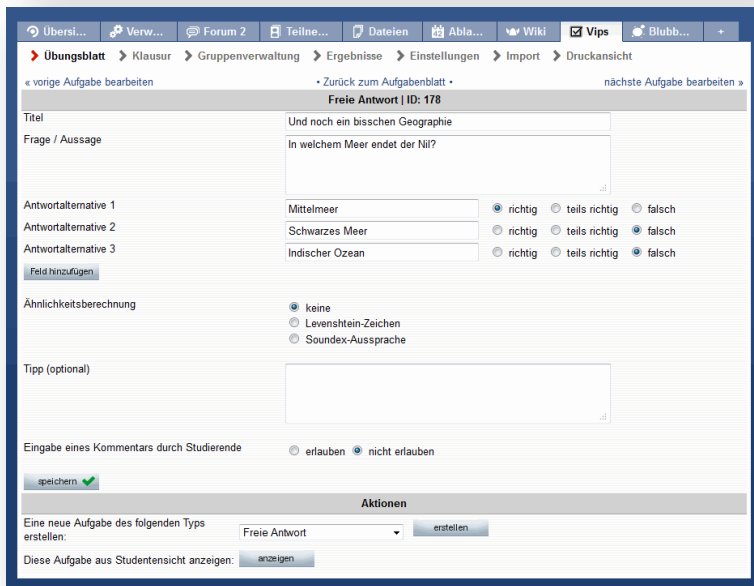 Übersi... Verw... Forum 2 Teilne... Dateien Abla... Wiki Vips Blubb... +
Übungsblatt Klausur Gruppenverwaltung Ergebnisse Einstellungen Import Druckansicht
« vorige Aufgabe bearbeiten • Zurück zum Aufgabenblatt • nächste Aufgabe bearbeiten »
Freie Antwort | ID: 178
Titel Und noch ein bisschen Geographie
Frage / Aussage In welchem Meer endet der Nil?
Antwortalternative 1 Mittelmeer richtig teils richtig falsch
Antwortalternative 2 Schwarzes Meer richtig teils richtig falsch
Antwortalternative 3 Indischer Ozean richtig teils richtig falsch
Feld hinzufügen
Ähnlichkeitsberechnung keine
Levenshtein-Zeichen
Soundex-Aussprache
Tipp (optional)
Eingabe eines Kommentars durch Studierende erlauben nicht erlauben
speichern
Aktionen
Eine neue Aufgabe des folgenden Typs
erstellen: Freie Antwort erstellen
Diese Aufgabe aus Studentensicht anzeigen: anzeigen